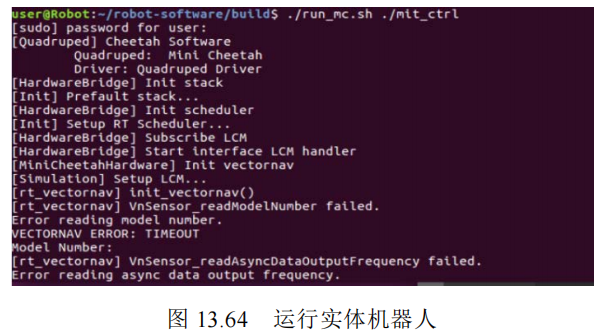 user@Robot:~/robot-software/build$ ./run_mc.sh ./mit_ctrl
[sudo] password for user:
[Quadruped] Cheetah Software
Quadruped:  Mini Cheetah
Driver: Quadruped Driver
[HardwareBridge] Init stack
[Init] Prefault stack...
[HardwareBridge] Init scheduler
[Init] Setup RT Scheduler...
[HardwareBridge] Subscribe LCM
[HardwareBridge] Start interface LCM handler
[MiniCheetahHardware] Init vectornav
[Simulation] Setup LCM...
[rt_vectornav] init_vectornav()
[rt_vectornav] VnSensor_readModelNumber failed.
Error reading model number.
VECTORNAV ERROR: TIMEOUT
Model Number:
[rt_vectornav] VnSensor_readAsyncDataOutputFrequency failed.
Error reading async data output frequency.
图 13.64　运行实体机器人